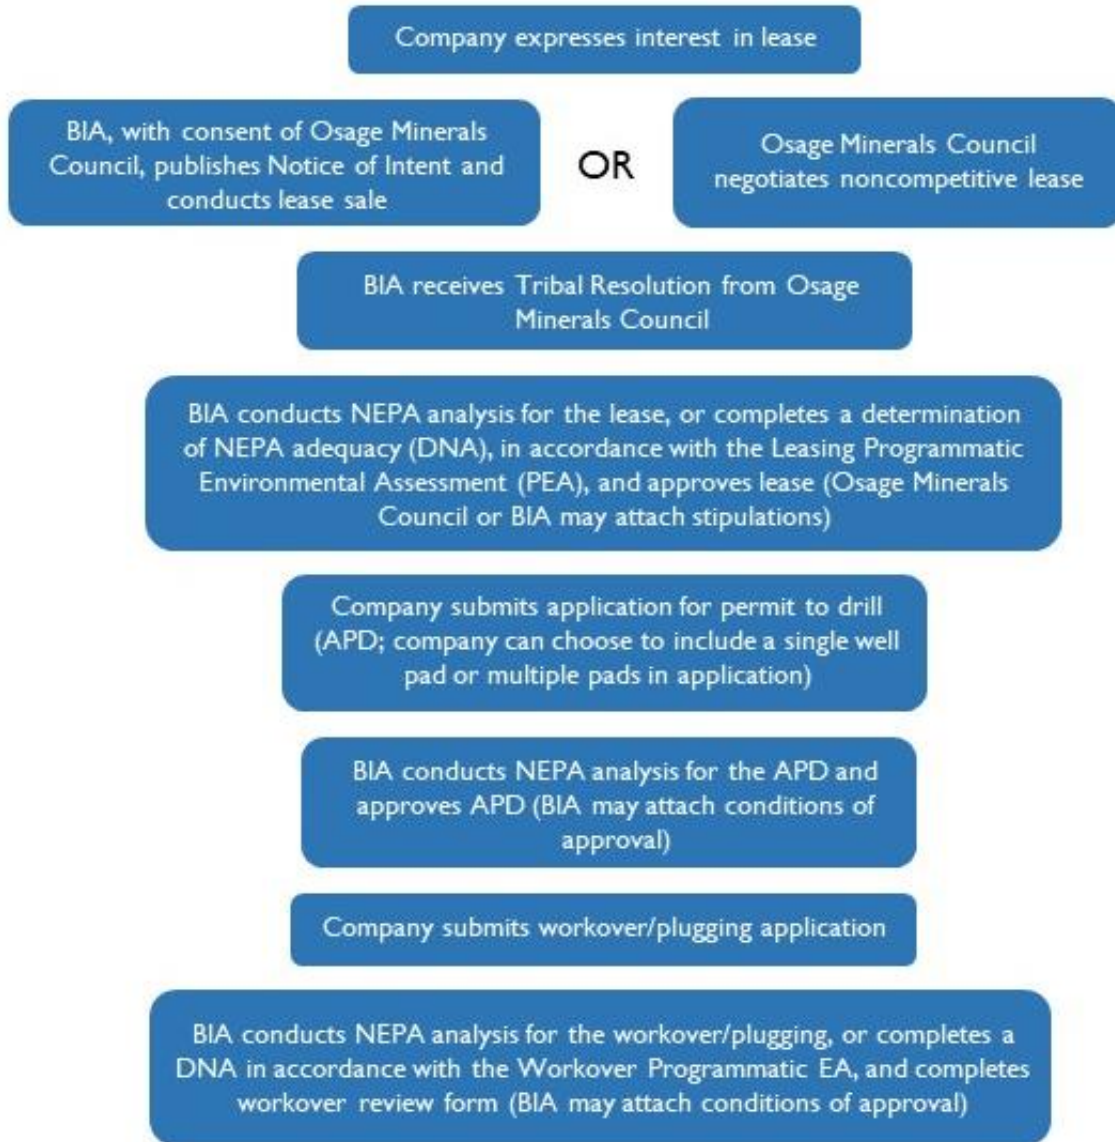 Company expresses interest in lease
BIA, with consent of Osage Minerals
Council, publishes Notice of Intent and
conducts lease sale
OR
Osage Minerals Council
negotiates noncompetitive lease
BIA receives Tribal Resolution from Osage
Minerals Council
BIA conducts NEPA analysis for the lease, or completes a determination
of NEPA adequacy (DNA), in accordance with the Leasing Programmatic
Environmental Assessment (PEA), and approves lease (Osage Minerals
Council or BIA may attach stipulations)
Company submits application for permit to drill
(APD; company can choose to include a single well
pad or multiple pads in application)
BIA conducts NEPA analysis for the APD and
approves APD (BIA may attach conditions of
approval)
Company submits workover/plugging application
BIA conducts NEPA analysis for the workover/plugging, or completes a
DNA in accordance with the Workover Programmatic EA, and completes
workover review form (BIA may attach conditions of approval)